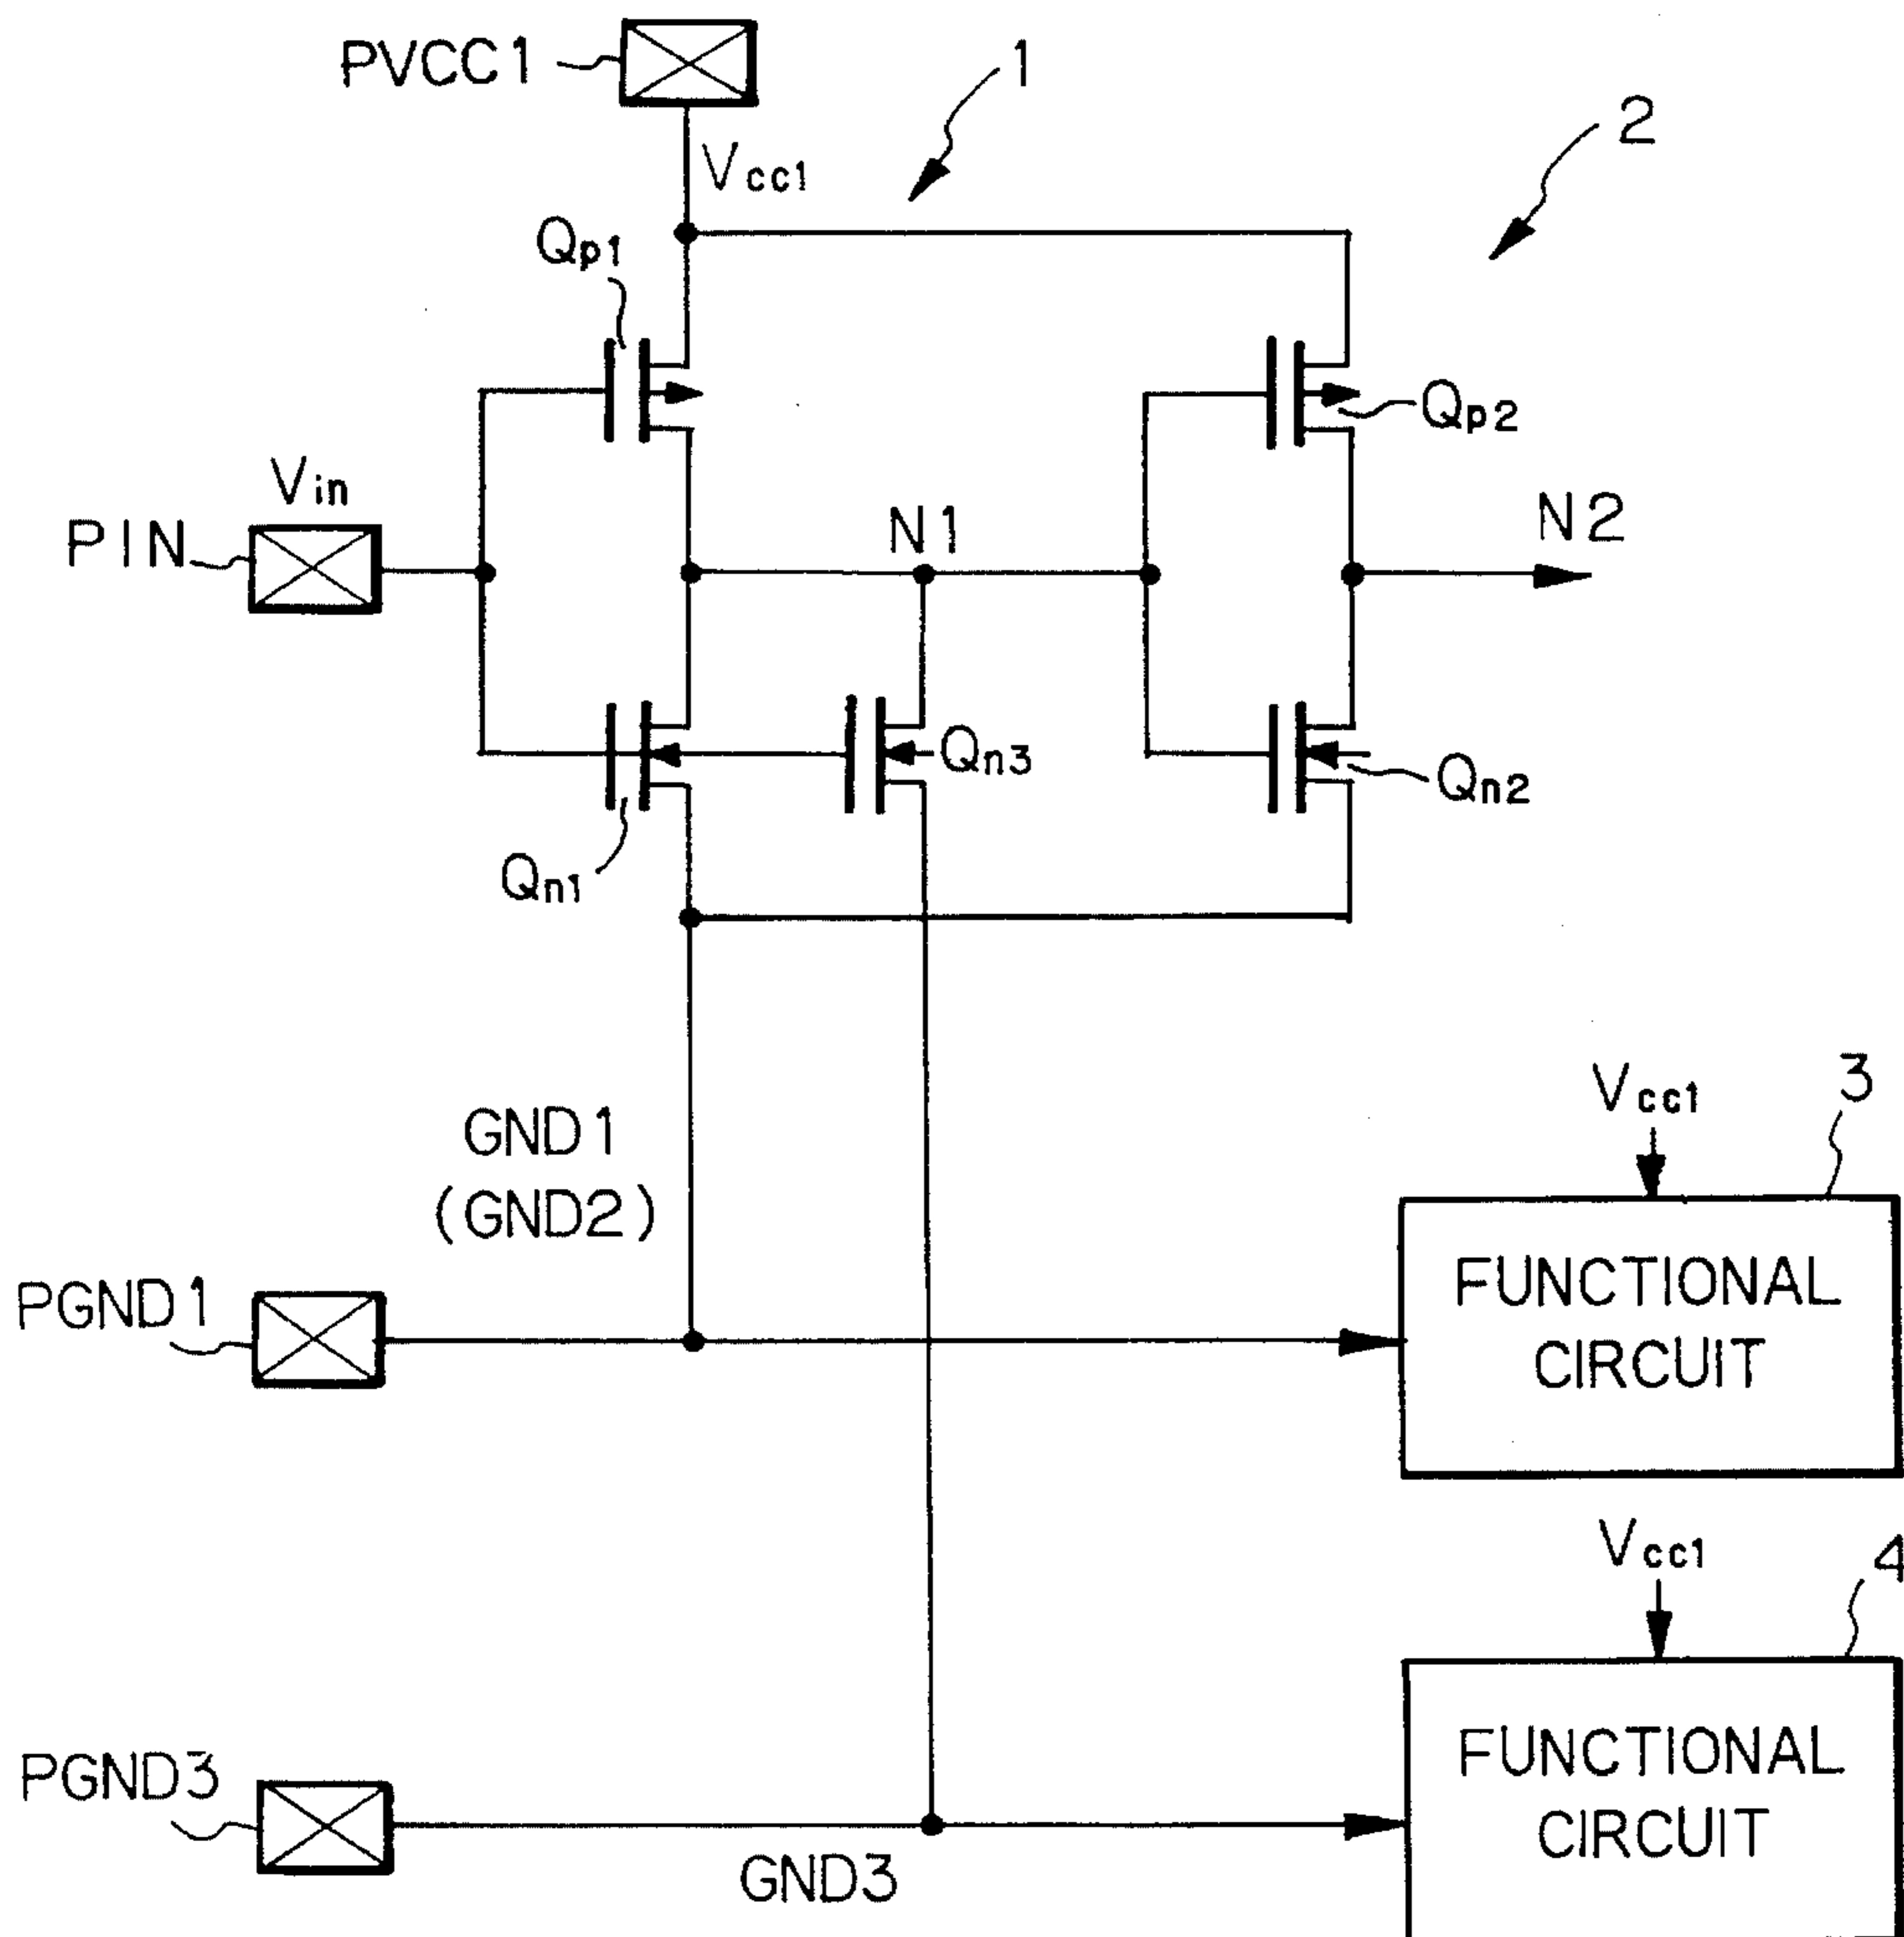 PVCC1
1
2
Vcc1
Qp1
Qp2
Vin
PIN
N1
N2
Qn3
Qn2
Qn1
GND1
(GND2)
Vcc1
3
PGND1
FUNCTIONAL
CIRCUIT
Vcc1
4
PGND3
FUNCTIONAL
CIRCUIT
GND3